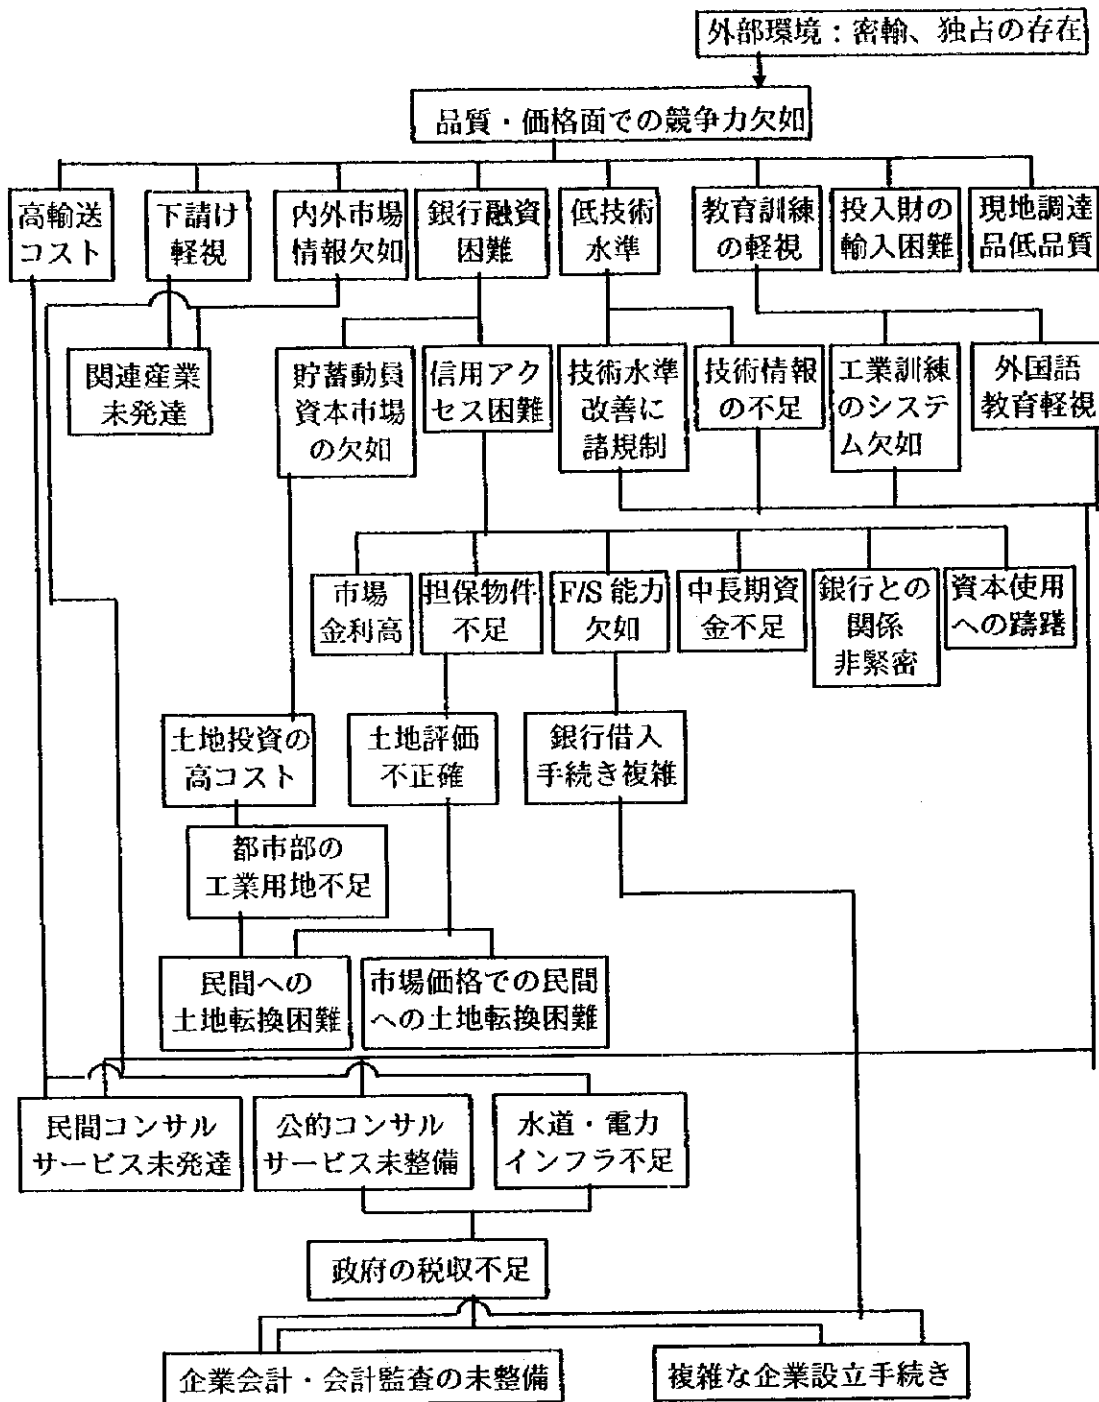 外部環境：密輸、独占の存在
品質・価格面での競争力欠如
高輸送
コスト
下請け
軽視
内外市場
情報欠如
銀行融資
困難
低技術
水準
教育訓練
の軽視
投入財の
輸入困難
現地調達
品低品質
関連産業
未発達
貯蓄動員
資本市場
の欠如
信用アク
セス困難
技術水準
改善に
諸規制
技術情報
の不足
工業訓練
のシステ
ム欠如
外国語
教育軽視
市場
金利高
担保物件
不足
F/S 能力
欠如
中長期資
金不足
銀行との
関係
非緊密
資本使用
への躊躇
土地投資の
高コスト
土地評価
不正確
銀行借入
手続き複雑
都市部の
工業用地不足
民間への
土地転換困難
市場価格での民間
への土地転換困難
民間コンサル
サービス未発達
公的コンサル
サービス未整備
水道・電力
インフラ不足
政府の税収不足
企業会計・会計監査の未整備
複雑な企業設立手続き